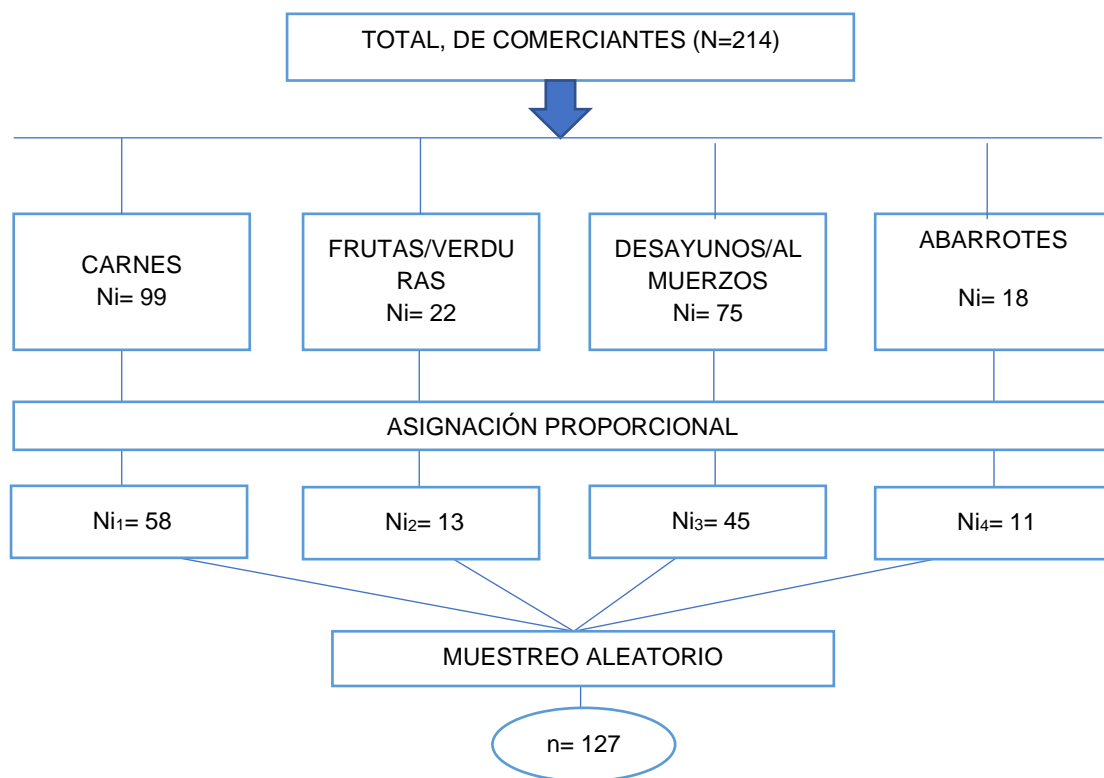 TOTAL, DE COMERCIANTES (N=214)
CARNES
Ni= 99
FRUTAS/VERDU
RAS
Ni= 22
DESAYUNOS/AL
MUERZOS
Ni= 75
ABARROTES
Ni= 18
ASIGNACIÓN PROPORCIONAL
Ni₁= 58
Ni₂= 13
Ni₃= 45
Ni₄= 11
MUESTREO ALEATORIO
n= 127